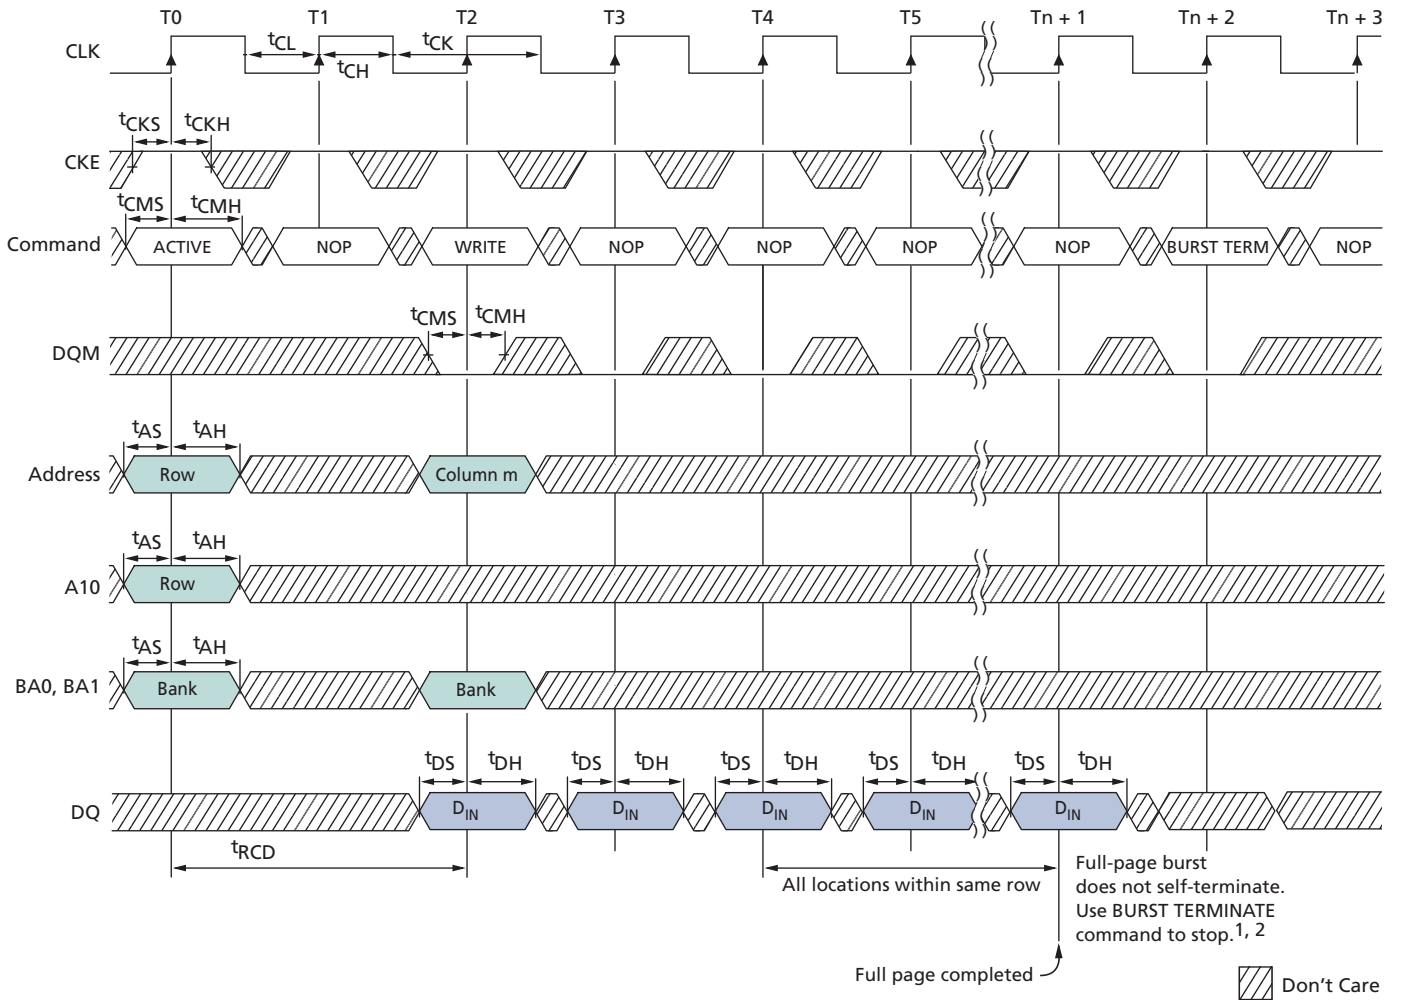 T0 T1 T2 T3 T4 T5 Tn + 1 Tn + 2 Tn + 3
CLK tCL tCH tCK
tCKS tCKH
CKE
tCMS tCMH
Command ACTIVE NOP WRITE NOP NOP NOP NOP BURST TERM NOP
tCMS tCMH
DQM
tAS tAH
Address Row Column m
tAS tAH
A10 Row
tAS tAH
BA0, BA1 Bank Bank
tDS tDH tDS tDH tDS tDH tDS tDH tDS tDH
DQ DIN DIN DIN DIN DIN
tRCD
All locations within same row
Full-page burst
does not self-terminate.
Use BURST TERMINATE
command to stop.1, 2
Full page completed
Don't Care